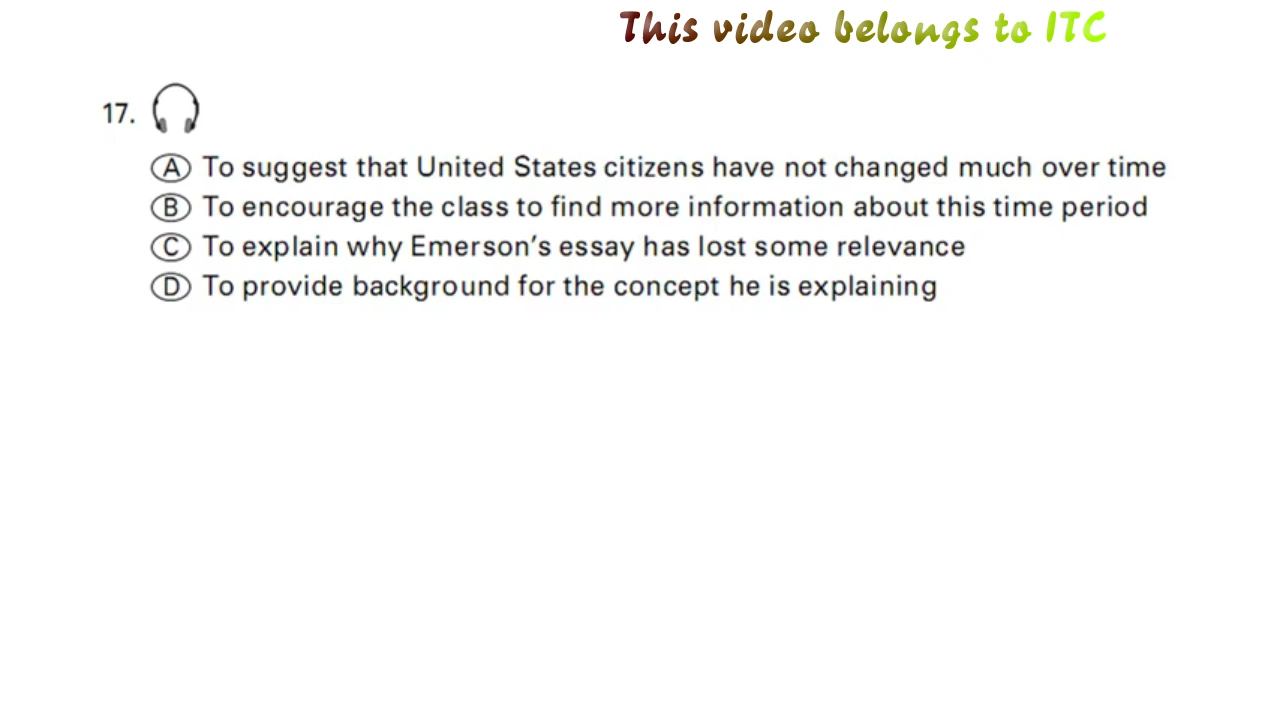 This video belongs to ITC
17.
A To suggest that United States citizens have not changed much over time
B To encourage the class to find more information about this time period
C To explain why Emerson's essay has lost some relevance
D To provide background for the concept he is explaining